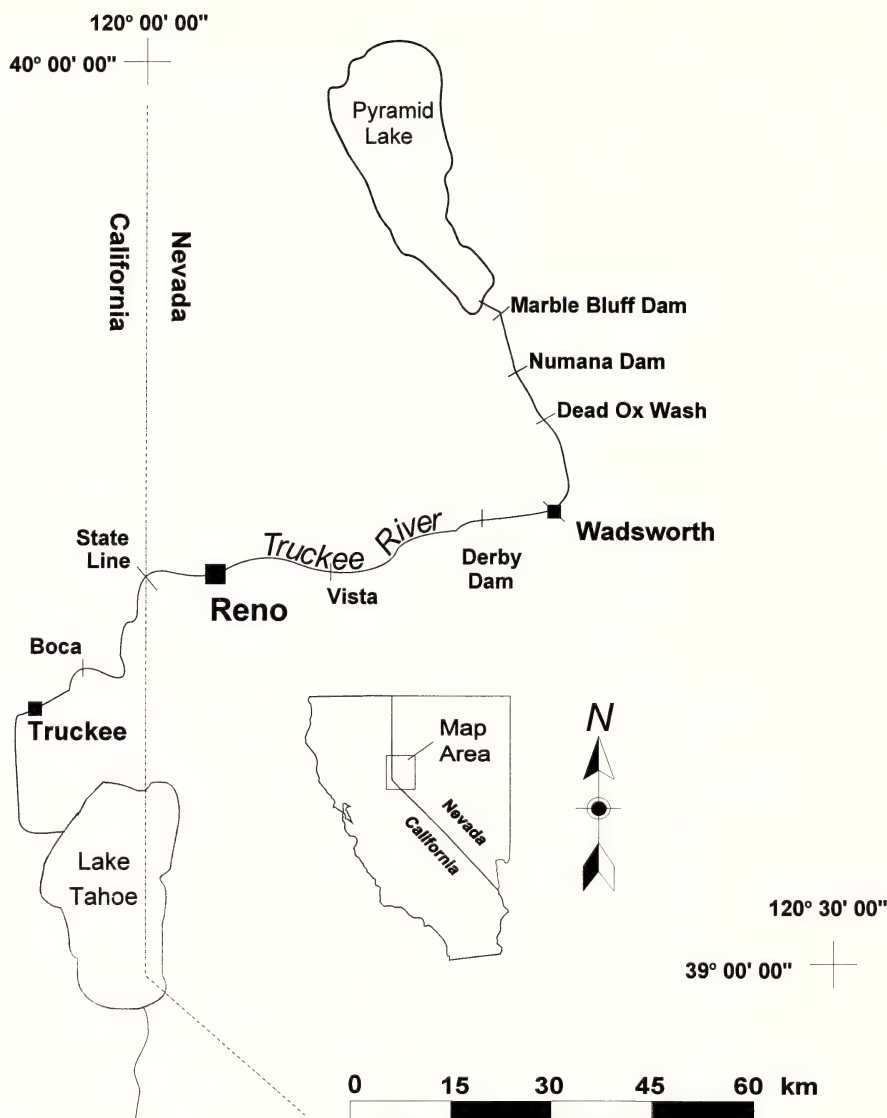 120° 00' 00"
40° 00' 00"
Pyramid
Lake
California
Nevada
Marble Bluff Dam
Numana Dam
Dead Ox Wash
Truckee River
Wadsworth
State
Line
Derby
Dam
Vista
Reno
Boca
Truckee
Map
Area
N
Nevada
California
Lake
Tahoe
120° 30' 00"
39° 00' 00"
0 15 30 45 60 km